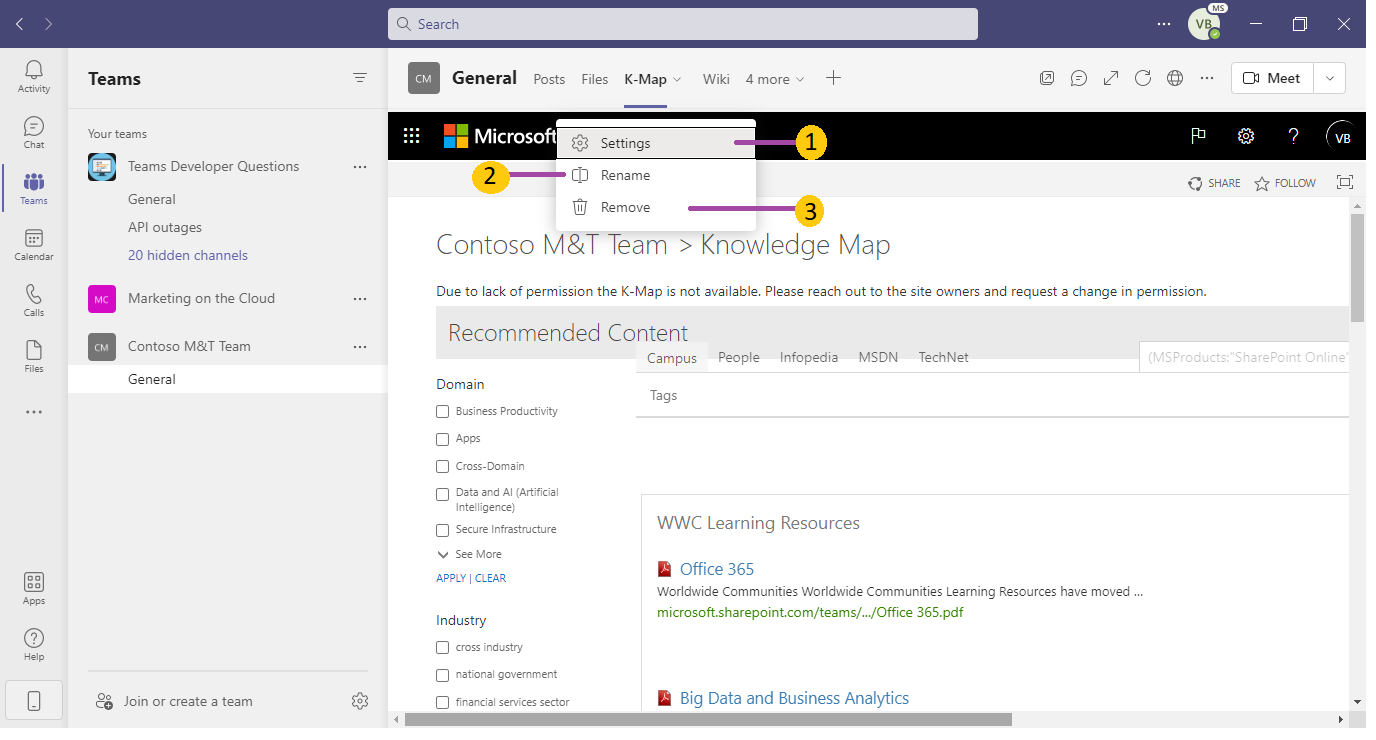 Search
MS
VB
Activity
Chat
Teams
Calendar
Calls
Files
Apps
Help
Teams
Your teams
Teams Developer Questions
General
API outages
20 hidden channels
MC
Marketing on the Cloud
CM
Contoso M&T Team
General
Join or create a team
CM
General
Posts
Files
K-Map
Wiki
4 more
Meet
Microsoft
VB
Settings
1
2
Rename
Remove
3
SHARE
FOLLOW
Contoso M&T Team > Knowledge Map
Due to lack of permission the K-Map is not available. Please reach out to the site owners and request a change in permission.
Recommended Content
Campus
People
Infopedia
MSDN
TechNet
(MSProducts:"SharePoint Online"
Tags
Domain
Business Productivity
Apps
Cross-Domain
Data and AI (Artificial
Intelligence)
Secure Infrastructure
See More
APPLY | CLEAR
Industry
cross industry
national government
financial services sector
WWC Learning Resources
Office 365
Worldwide Communities Worldwide Communities Learning Resources have moved ...
microsoft.sharepoint.com/teams/.../Office 365.pdf
Big Data and Business Analytics